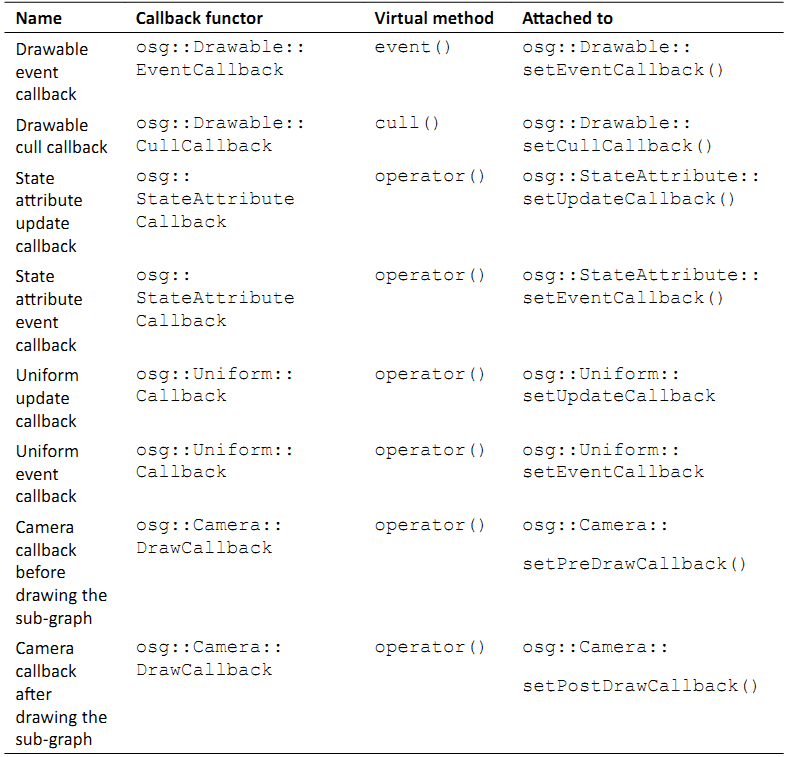 Name Callback functor Virtual method Attached to
Drawable osg::Drawable:: event() osg::Drawable::
event EventCallback setEventCallback()
callback
Drawable osg::Drawable:: cull() osg::Drawable::
cull callback CullCallback setCullCallback()
State osg:: operator() osg::StateAttribute::
attribute StateAttribute setUpdateCallback()
update Callback
callback
State osg:: operator() osg::StateAttribute::
attribute StateAttribute setEventCallback()
event Callback
callback
Uniform osg::Uniform:: operator() osg::Uniform::
update Callback setUpdateCallback
callback
Uniform osg::Uniform:: operator() osg::Uniform::
event Callback setEventCallback
callback
Camera osg::Camera:: operator() osg::Camera::
callback DrawCallback
before setPreDrawCallback()
drawing the
sub-graph
Camera osg::Camera:: operator() osg::Camera::
callback DrawCallback
after setPostDrawCallback()
drawing the
sub-graph